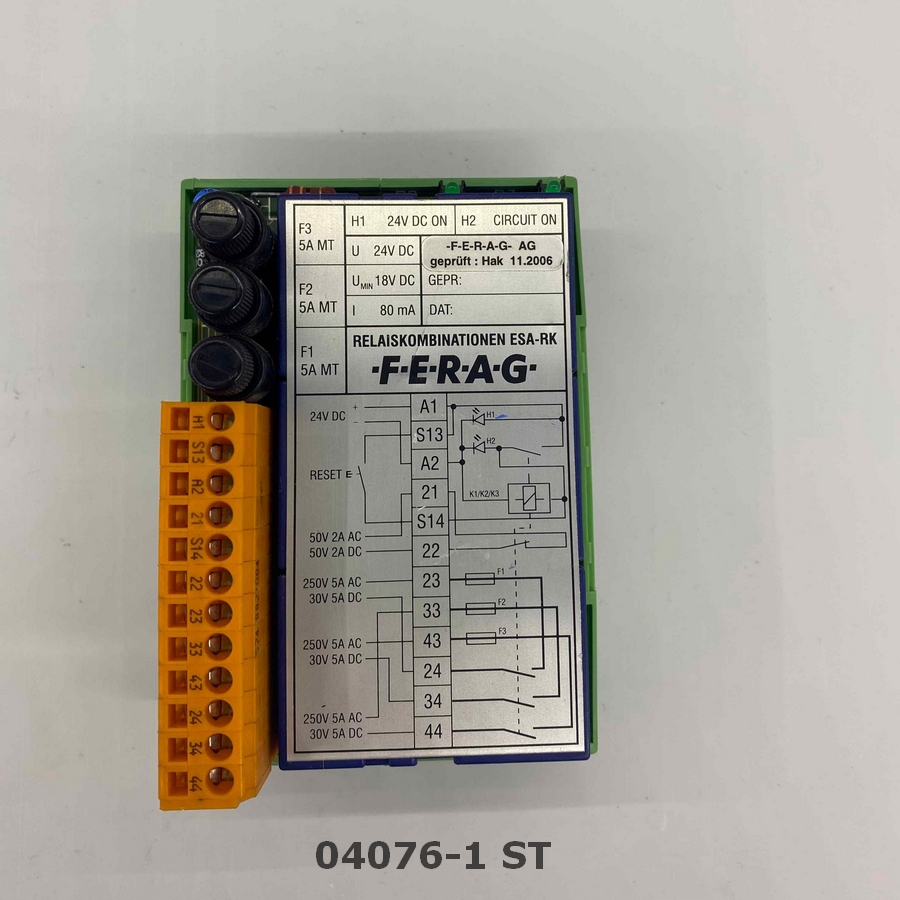 F3 5A MT
H1 24V DC ON
H2 CIRCUIT ON
U 24V DC
-F-E-R-A-G- AG
geprüft : Hak 11.2006
F2 5A MT
UMIN 18V DC
GEPR:
I 80 mA
DAT:
F1 5A MT
RELAISKOMBINATIONEN ESA-RK
·F·E·R·A·G·
24V DC + -
A1
S13
A2
RESET E
21
S14
50V 2A AC
50V 2A DC
22
250V 5A AC
30V 5A DC
23
33
250V 5A AC
30V 5A DC
43
24
34
250V 5A AC
30V 5A DC
44
H1
H2
K1/K2/K3
F1
F2
F3
S13
A2
21
S14
22
23
33
43
24
34
44
04076-1 ST